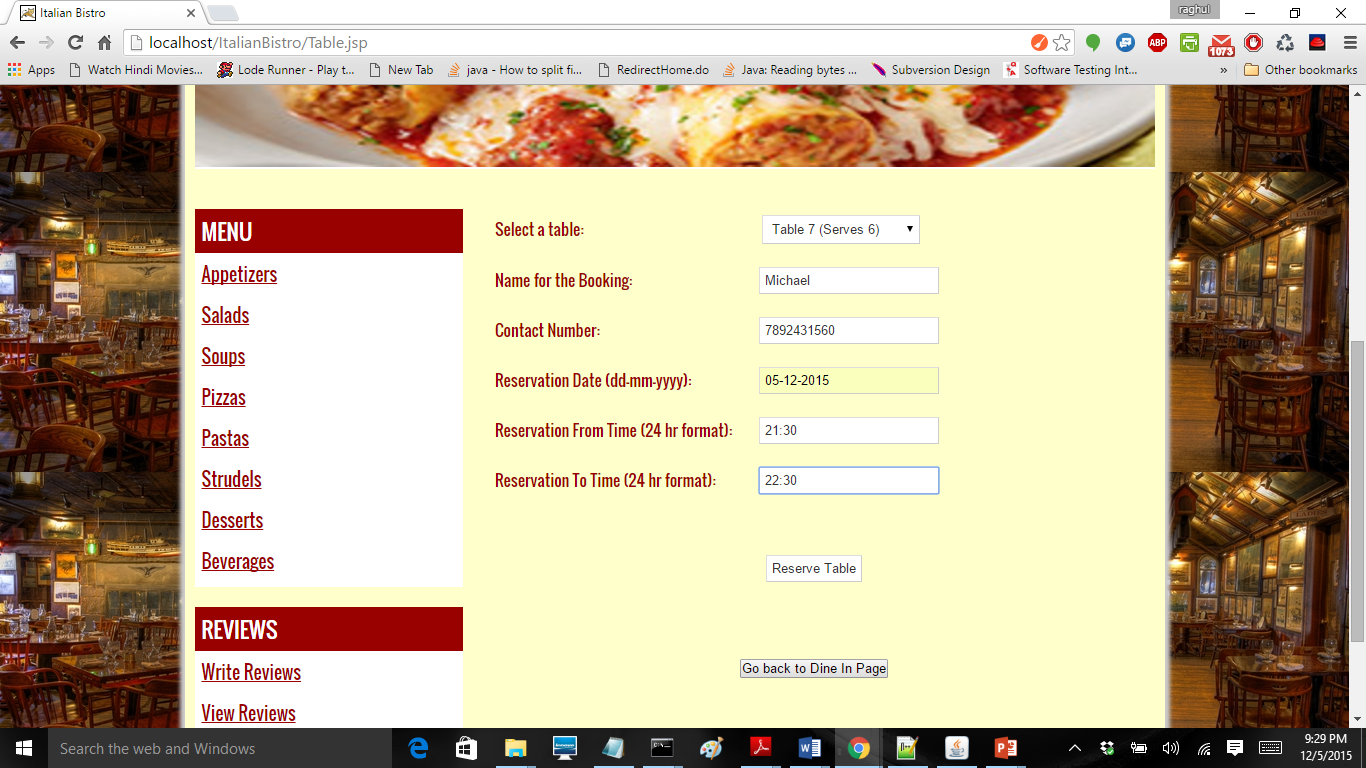 Italian Bistro
raghul
localhost/ItalianBistro/Table.jsp
ABP
1073
Apps
Watch Hindi Movies...
Lode Runner - Play t...
New Tab
java - How to split fi...
RedirectHome.do
Java: Reading bytes ...
Subversion Design
Software Testing Int...
»
Other bookmarks
MENU
Appetizers
Salads
Soups
Pizzas
Pastas
Strudels
Desserts
Beverages
REVIEWS
Write Reviews
View Reviews
Select a table: Table 7 (Serves 6)
Name for the Booking: Michael
Contact Number: 7892431560
Reservation Date (dd-mm-yyyy): 05-12-2015
Reservation From Time (24 hr format): 21:30
Reservation To Time (24 hr format): 22:30
Reserve Table
Go back to Dine In Page
Search the web and Windows
9:29 PM
12/5/2015